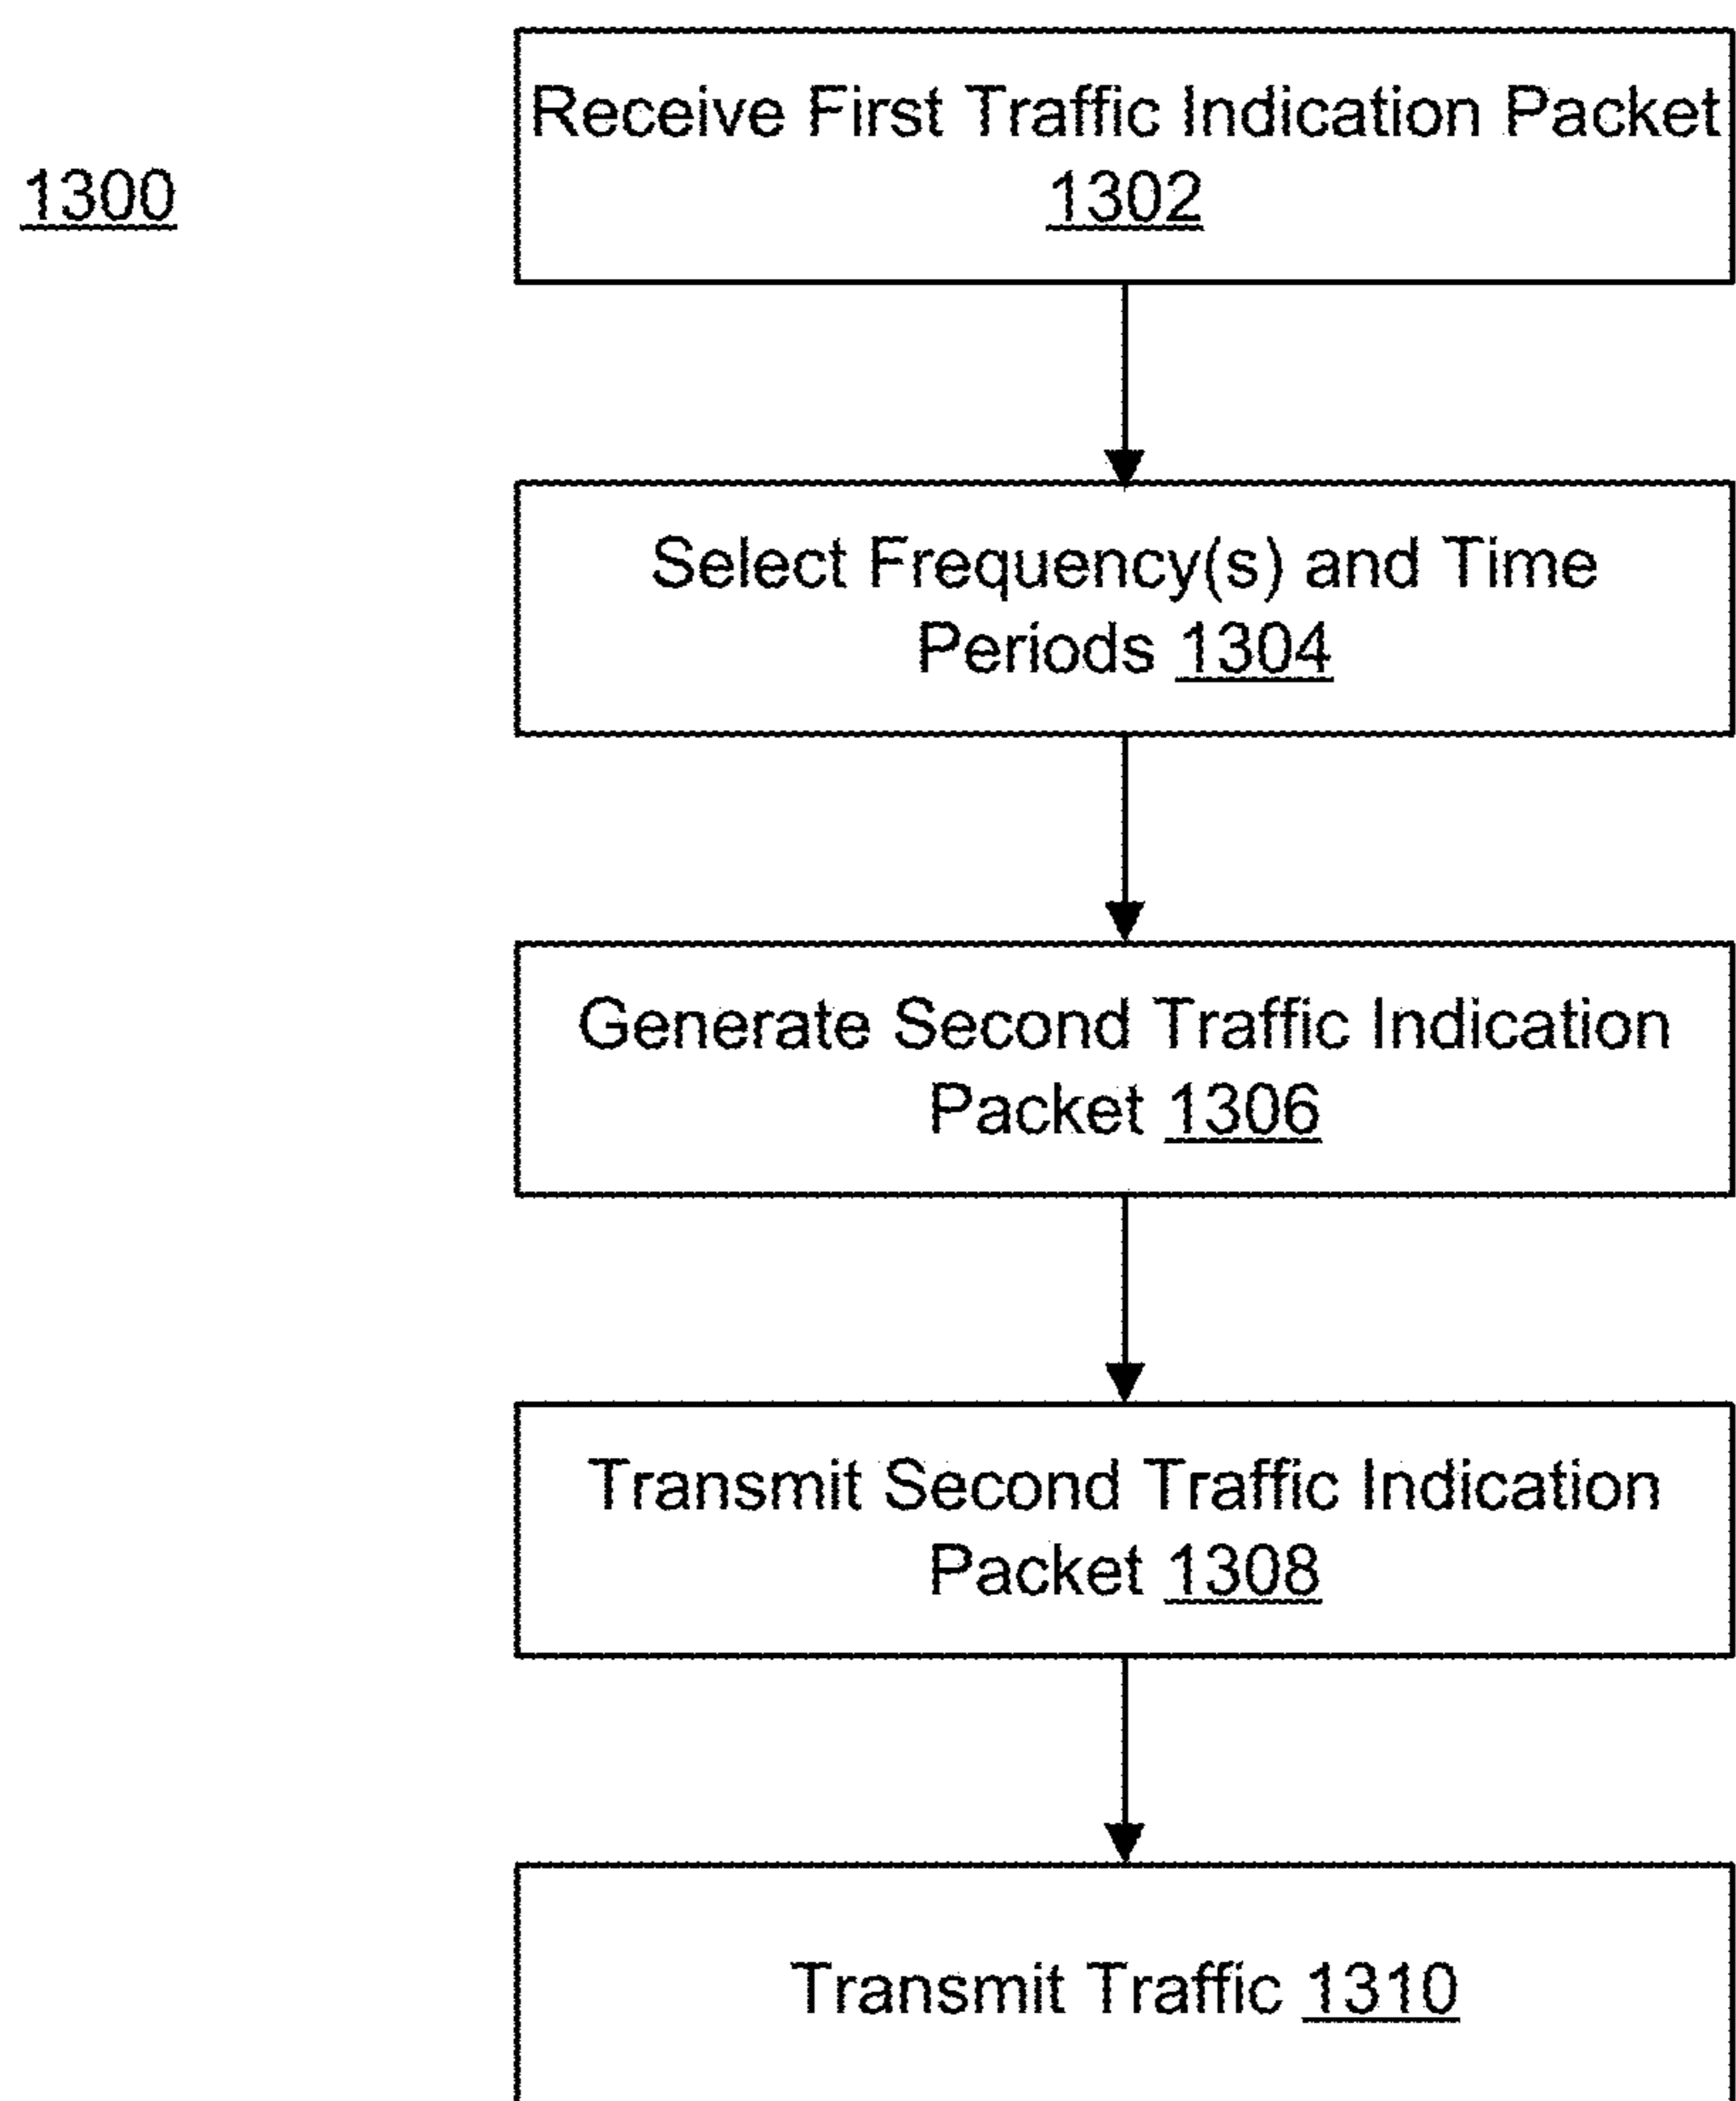 Receive First Traffic Indication Packet
1302
1300
Select Frequency(s) and Time
Periods 1304
Generate Second Traffic Indication
Packet 1306
Transmit Second Traffic Indication
Packet 1308
Transmit Traffic 1310